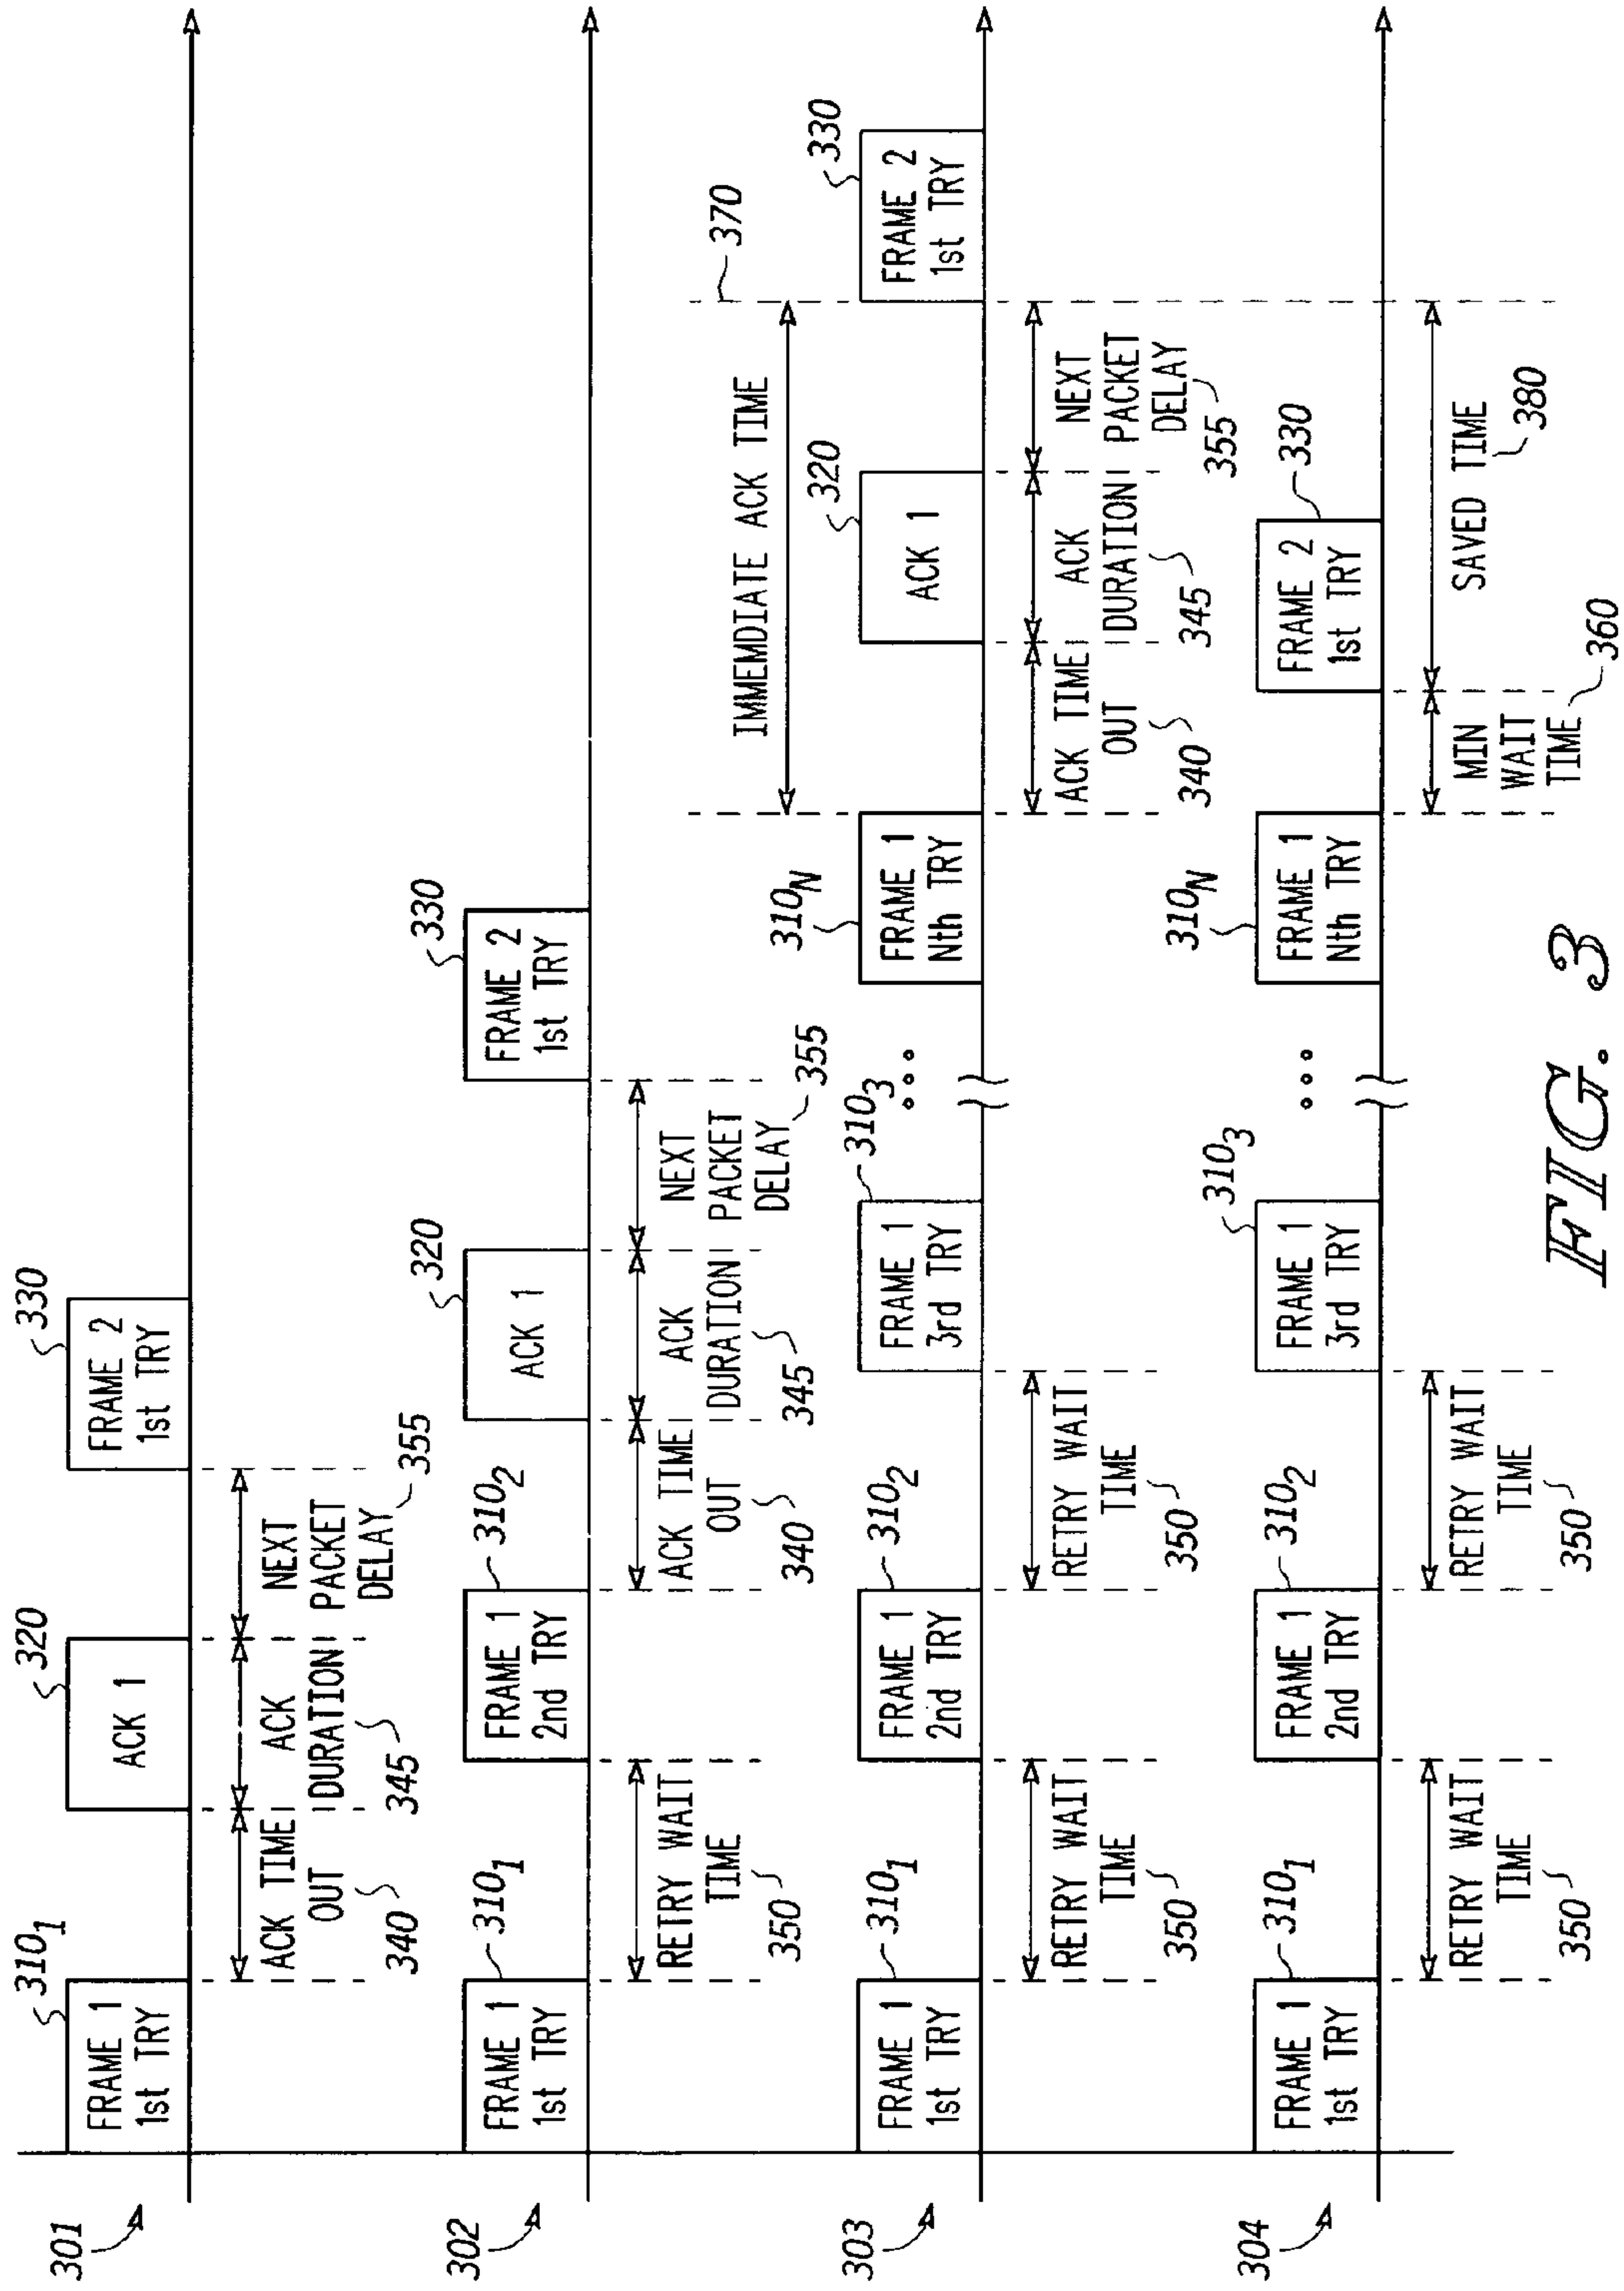 301
310₁
FRAME 1
1st TRY
320
ACK 1
330
FRAME 2
1st TRY
ACK TIME
OUT
340
ACK
DURATION
345
NEXT
PACKET
DELAY
355
302
310₁
FRAME 1
1st TRY
310₂
FRAME 1
2nd TRY
320
ACK 1
330
FRAME 2
1st TRY
RETRY WAIT
TIME
350
ACK TIME
OUT
340
ACK
DURATION
345
NEXT
PACKET
DELAY
355
370
IMMEMDIATE ACK TIME
303
310₁
FRAME 1
1st TRY
310₂
FRAME 1
2nd TRY
310₃
FRAME 1
3rd TRY
310N
FRAME 1
Nth TRY
320
ACK 1
330
FRAME 2
1st TRY
RETRY WAIT
TIME
350
RETRY WAIT
TIME
350
ACK TIME
OUT
340
ACK
DURATION
345
NEXT
PACKET
DELAY
355
304
310₁
FRAME 1
1st TRY
310₂
FRAME 1
2nd TRY
310₃
FRAME 1
3rd TRY
310N
FRAME 1
Nth TRY
330
FRAME 2
1st TRY
RETRY WAIT
TIME
350
RETRY WAIT
TIME
350
MIN
WAIT
TIME
360
SAVED TIME
380
FIG. 3